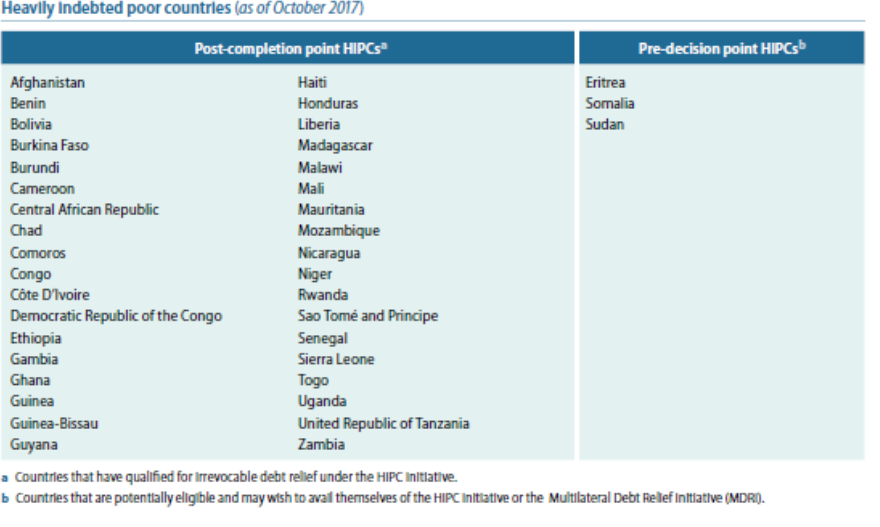 Heavily indebted poor countries (as of October 2017)
Post-completion point HIPCsᵃ
Pre-decision point HIPCsᵇ
Afghanistan
Benin
Bolivia
Burkina Faso
Burundi
Cameroon
Central African Republic
Chad
Comoros
Congo
Côte D'Ivoire
Democratic Republic of the Congo
Ethiopia
Gambia
Ghana
Guinea
Guinea-Bissau
Guyana
Haiti
Honduras
Liberia
Madagascar
Malawi
Mali
Mauritania
Mozambique
Nicaragua
Niger
Rwanda
Sao Tomé and Principe
Senegal
Sierra Leone
Togo
Uganda
United Republic of Tanzania
Zambia
Eritrea
Somalia
Sudan
a Countries that have qualified for irrevocable debt relief under the HIPC Initiative.
b Countries that are potentially eligible and may wish to avail themselves of the HIPC Initiative or the Multilateral Debt Relief Initiative (MDRI).